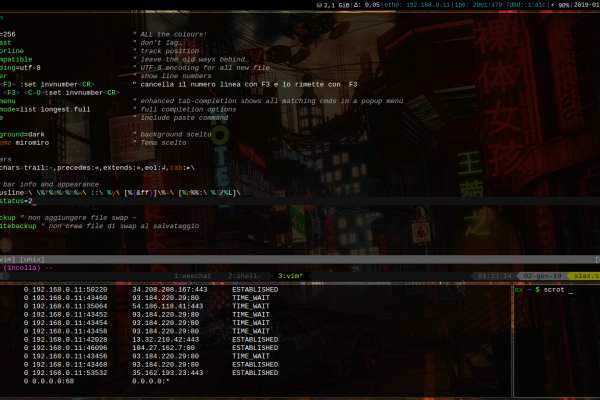 2,1 GiB|Δ: 0,05|eth0: 192.168.0.11|ip6: 2001:470:7d8d::1:a1c|⚡ 90%|2019-01
n
=256 " ALL the colours!
ast " don't lag…
orline " track position
mpatible " leave the old ways behind…
ding=utf-8 " UTF-8 encoding for all new file
er " show line numbers
<F3> :set invnumber<CR> " cancella il numero linea con F3 e lo rimette con F3
<F3> <C-O>:set invnumber<CR>
menu " enhanced tab-completion shows all matching cmds in a popup menu
mode=list:longest,full " full completion options
e " include paste command
ground=dark " background scelto
eme miromiro " Tema scelto
ars
chars=trail:·,precedes:«,extends:»,eol:↲,tab:▸\
bar info and appearance
status=2
ackup " non aggiungere file swap ~
itebackup " non crea file di swap al salvataggio
vim] [unix]
(incolla) --
1:weechat 2:shell- 3:vim* 01:13:14 02-gen-19 slax.s
0 192.168.0.11:50220 34.208.208.167:443 ESTABLISHED
0 192.168.0.11:43460 93.184.220.29:80 TIME_WAIT
0 192.168.0.11:35064 54.186.118.41:443 ESTABLISHED
0 192.168.0.11:43452 93.184.220.29:80 TIME_WAIT
0 192.168.0.11:43454 93.184.220.29:80 TIME_WAIT
0 192.168.0.11:43458 93.184.220.29:80 TIME_WAIT
0 192.168.0.11:42028 13.32.210.42:443 ESTABLISHED
0 192.168.0.11:46096 104.27.162.7:80 ESTABLISHED
0 192.168.0.11:43456 93.184.220.29:80 TIME_WAIT
0 192.168.0.11:43468 93.184.220.29:80 ESTABLISHED
0 192.168.0.11:53532 35.162.193.23:443 ESTABLISHED
0 0.0.0.0:68 0.0.0.0:*
ax ~ $ scrot _
HOTE